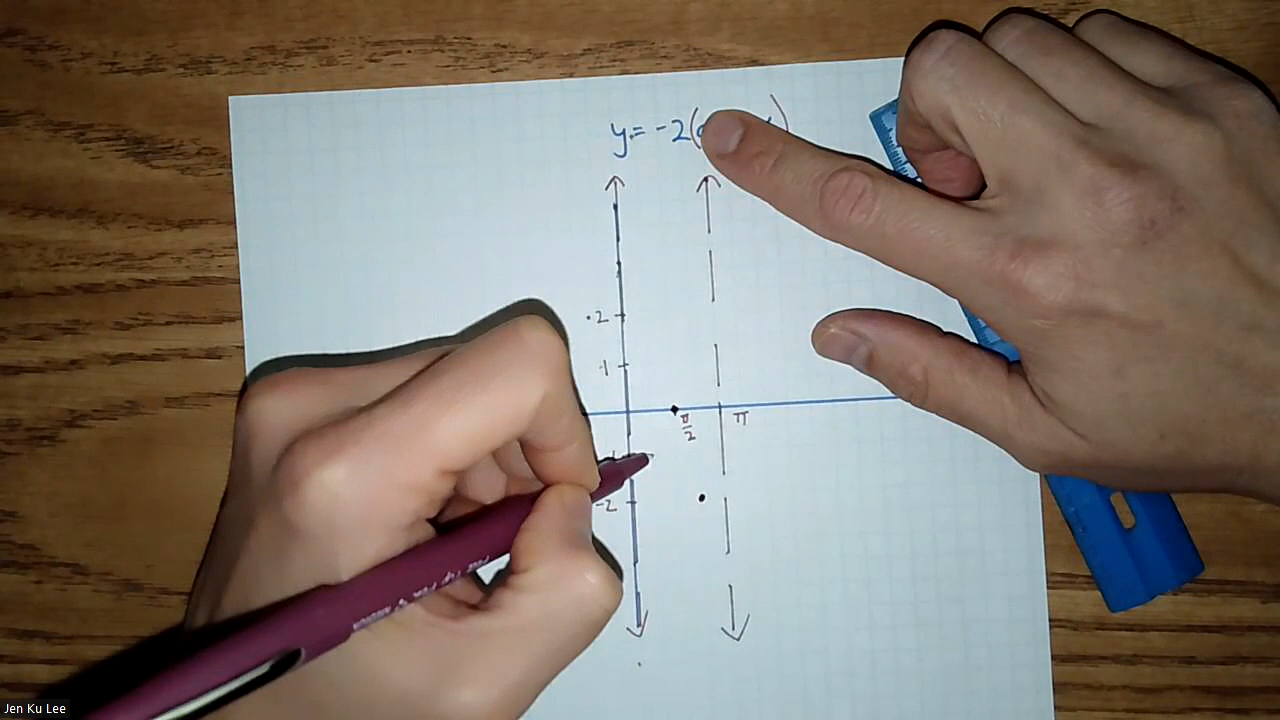 y = -2(
2
1
π/2
π
-2
Jen Ku Lee